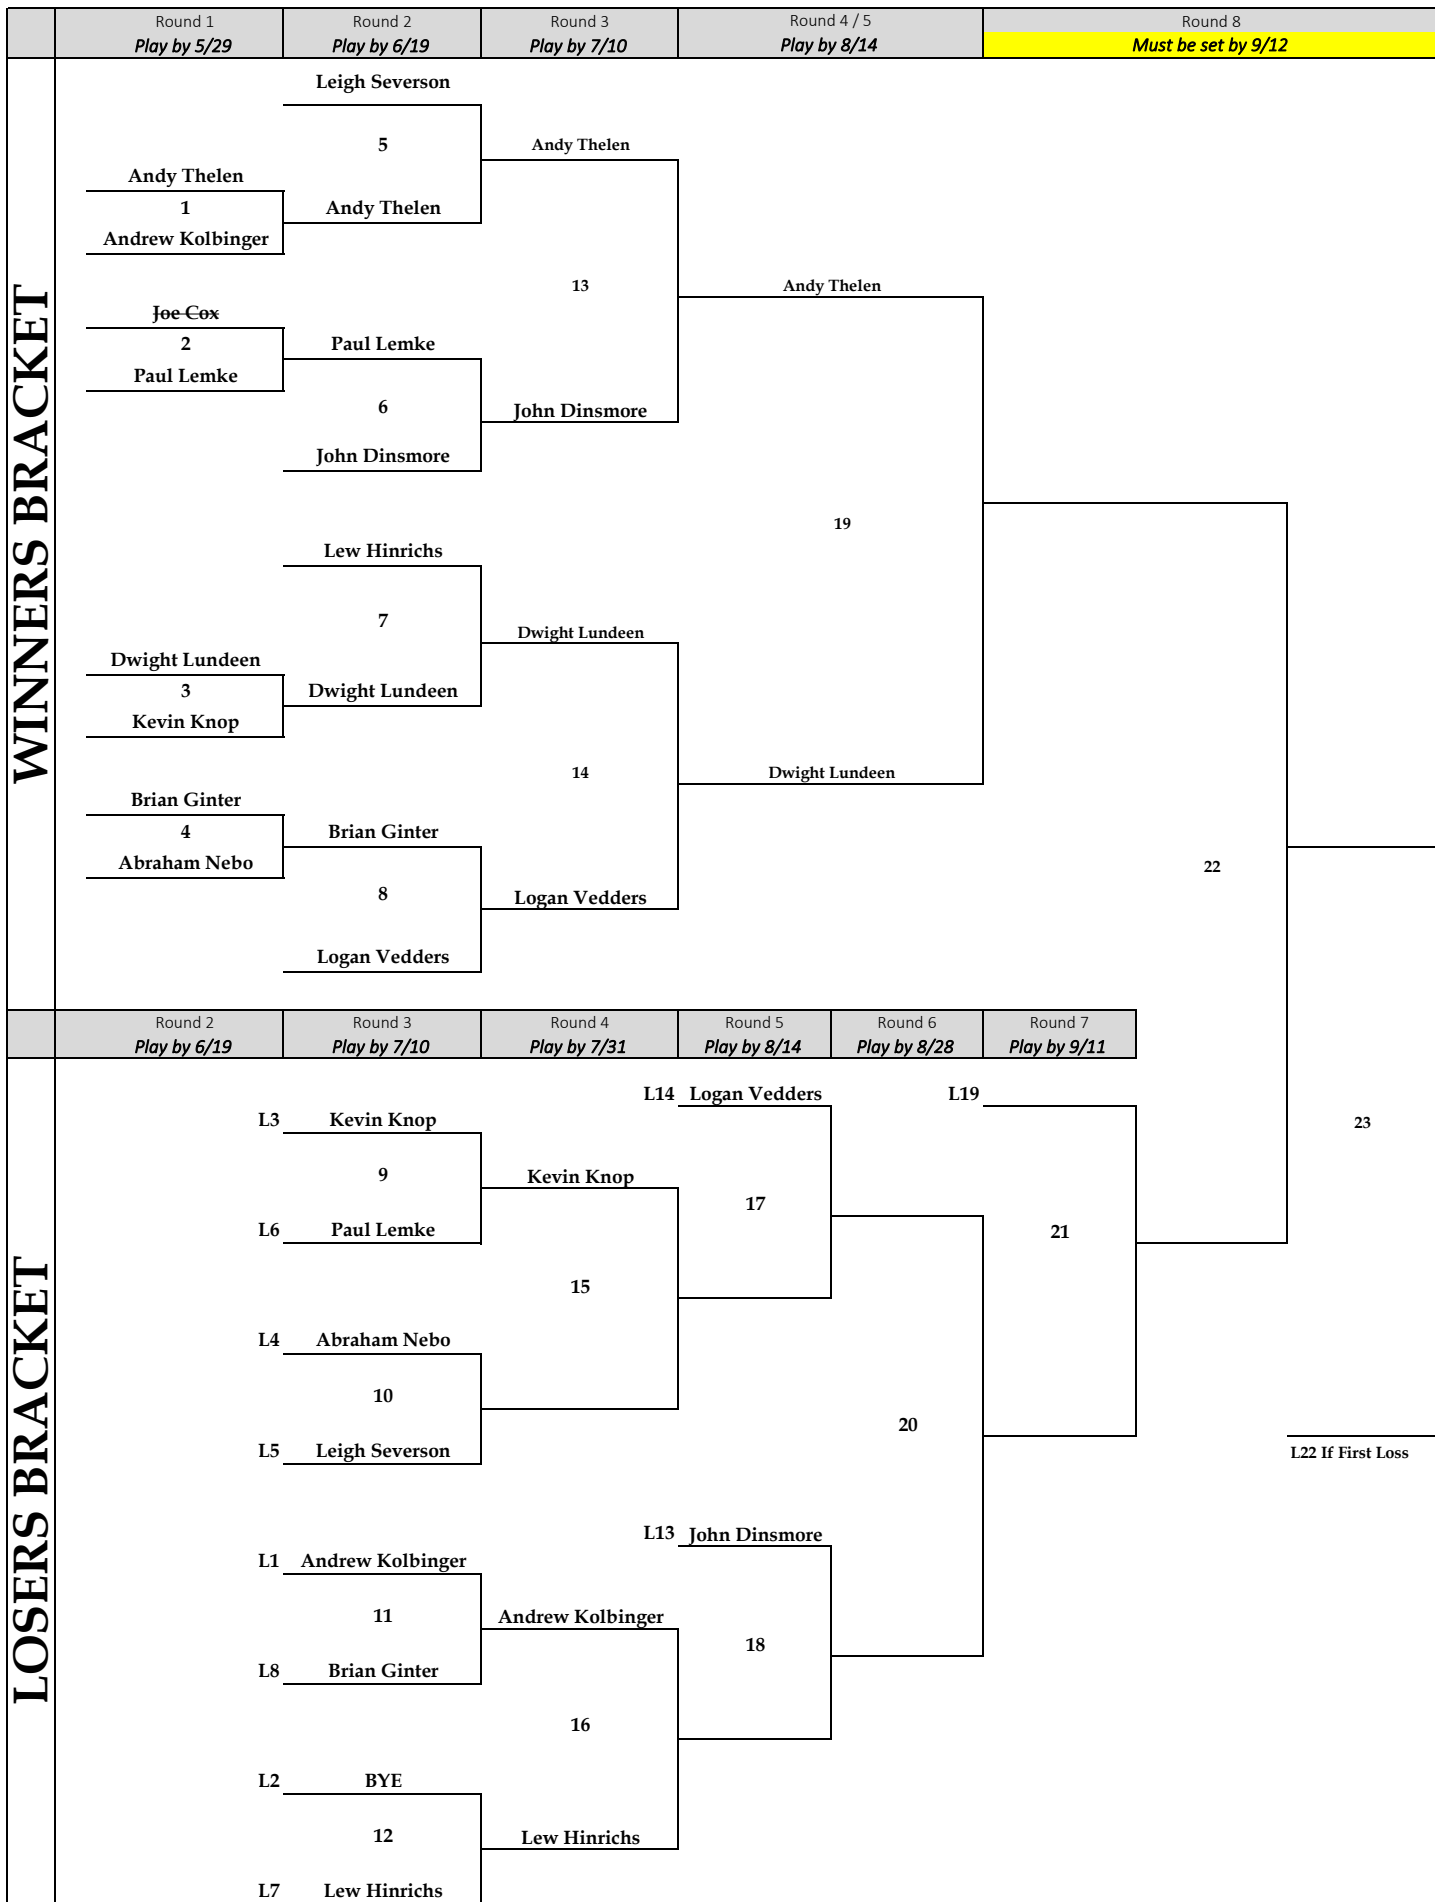 Round 1
Round 2
Round 3
Round 4 / 5
Round 8
Play by 5/29
Play by 6/19
Play by 7/10
Play by 8/14
Must be set by 9/12
WINNERS BRACKET
Leigh Severson
5
Andy Thelen
Andy Thelen
1
Andy Thelen
Andrew Kolbinger
13
Andy Thelen
Joe Cox
2
Paul Lemke
Paul Lemke
6
John Dinsmore
John Dinsmore
19
Lew Hinrichs
7
Dwight Lundeen
Dwight Lundeen
3
Dwight Lundeen
Kevin Knop
14
Dwight Lundeen
Brian Ginter
4
Brian Ginter
Abraham Nebo
22
8
Logan Vedders
Logan Vedders
Round 2
Round 3
Round 4
Round 5
Round 6
Round 7
Play by 6/19
Play by 7/10
Play by 7/31
Play by 8/14
Play by 8/28
Play by 9/11
LOSERS BRACKET
L14 Logan Vedders
L19
L3 Kevin Knop
23
9
Kevin Knop
17
L6 Paul Lemke
21
15
L4 Abraham Nebo
10
20
L5 Leigh Severson
L22 If First Loss
L13 John Dinsmore
L1 Andrew Kolbinger
11
Andrew Kolbinger
18
L8 Brian Ginter
16
L2 BYE
12
Lew Hinrichs
L7 Lew Hinrichs